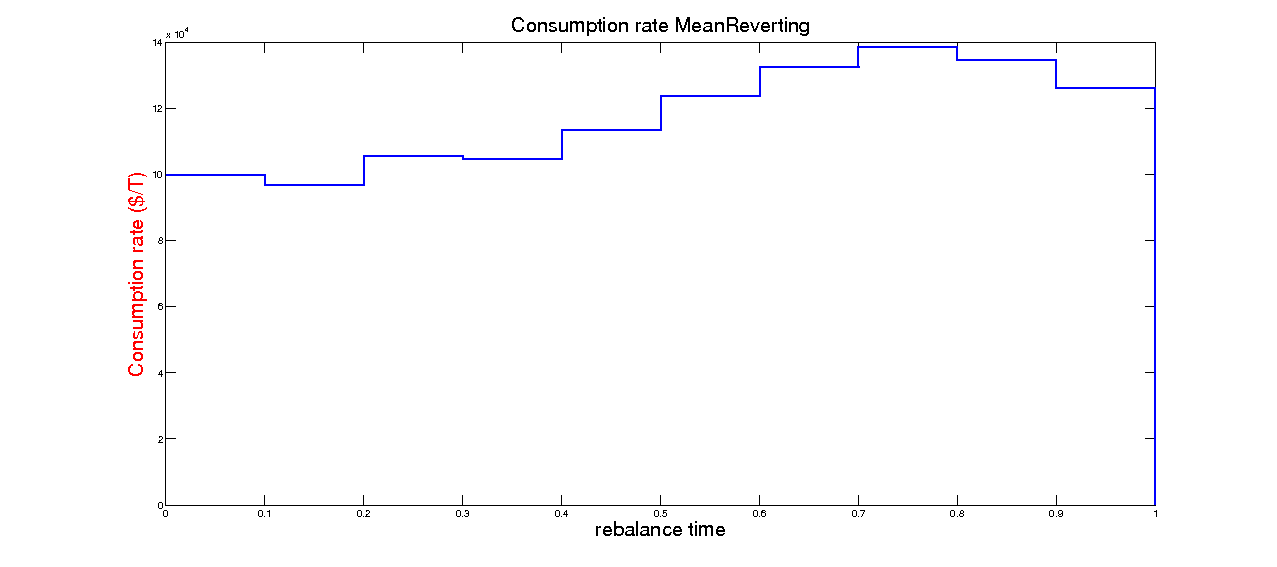 Consumption rate MeanReverting
x 10^4
14
12
10
8
6
4
2
0
Consumption rate ($/T)
0 0.1 0.2 0.3 0.4 0.5 0.6 0.7 0.8 0.9 1
rebalance time